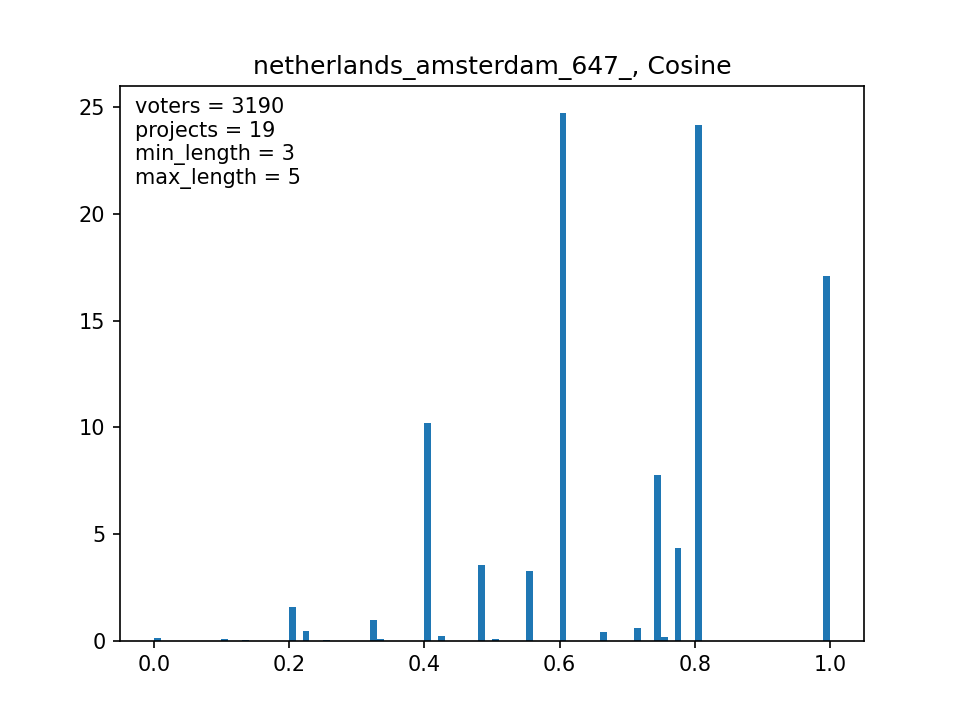 netherlands_amsterdam_647_, Cosine
voters = 3190
projects = 19
min_length = 3
max_length = 5
25
20
15
10
5
0
0.0 0.2 0.4 0.6 0.8 1.0